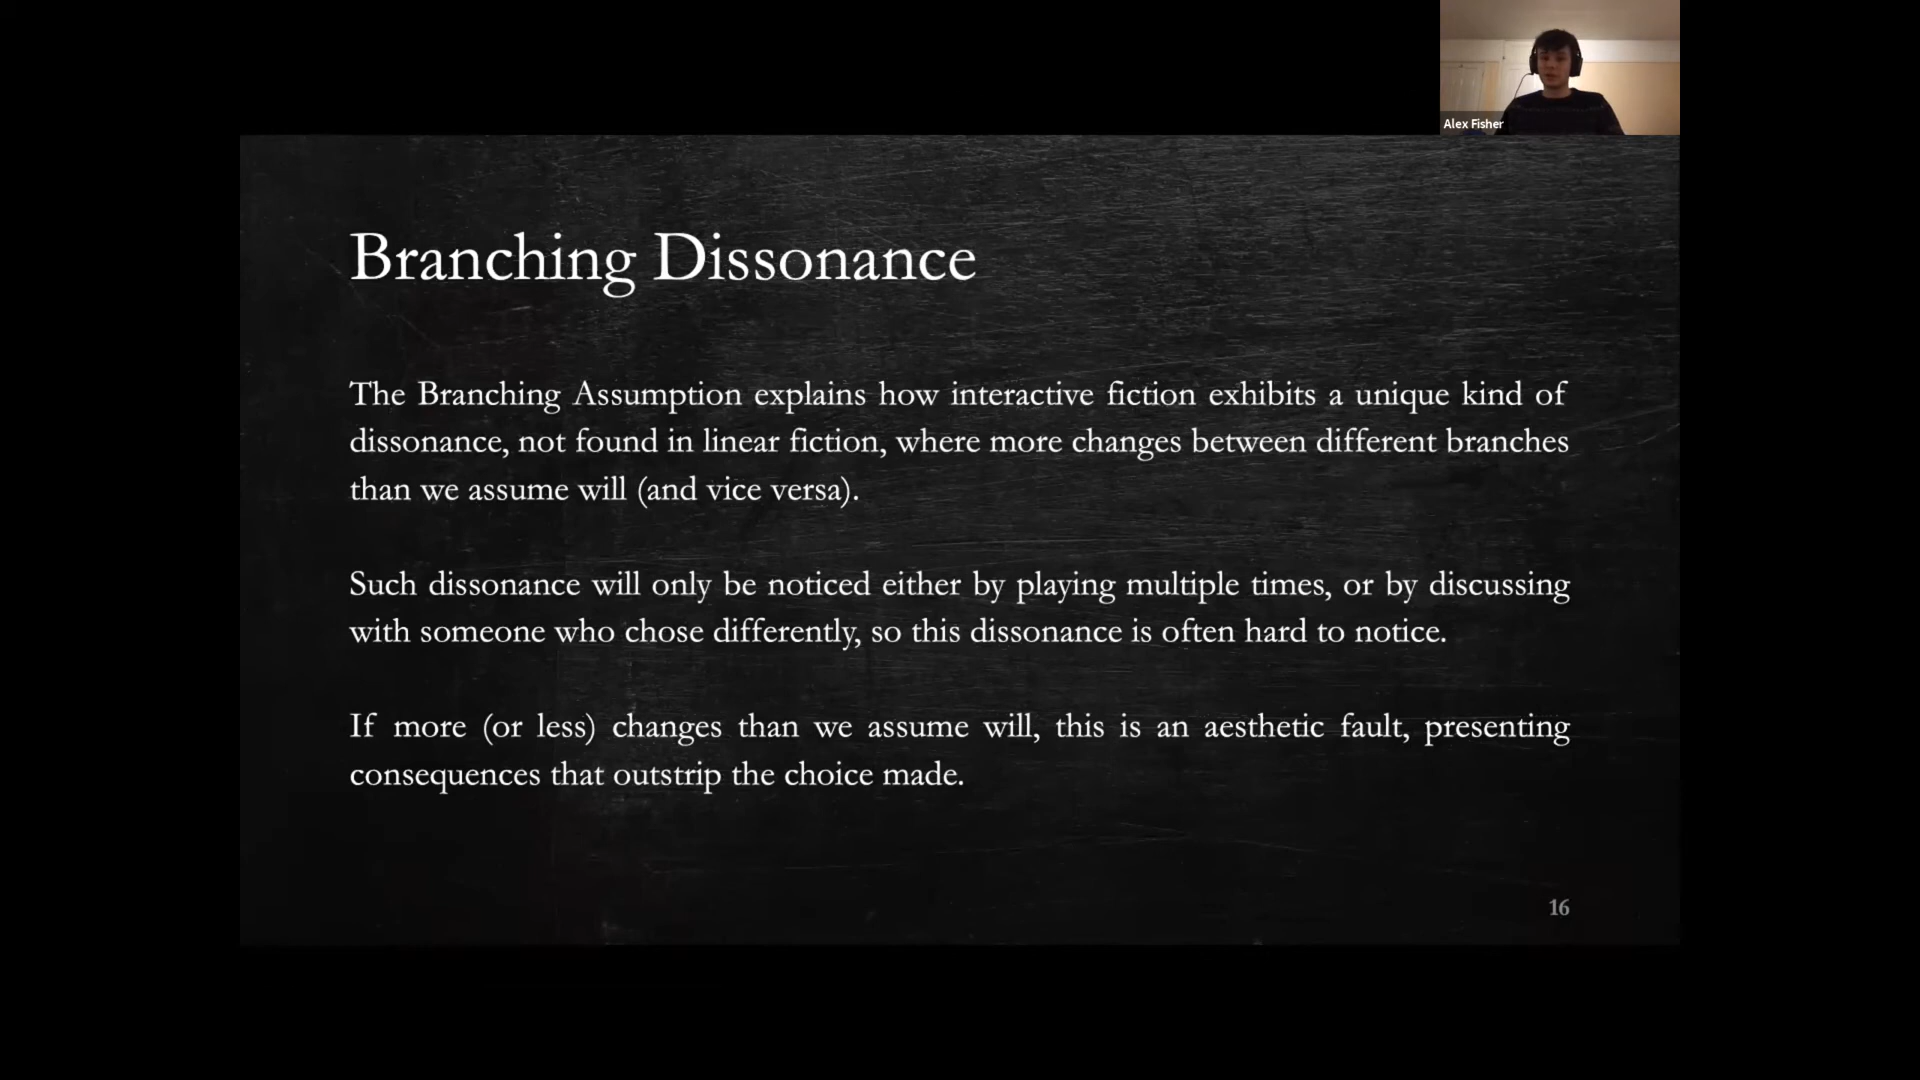 Alex Fisher
Branching Dissonance
The Branching Assumption explains how interactive fiction exhibits a unique kind of
dissonance, not found in linear fiction, where more changes between different branches
than we assume will (and vice versa).
Such dissonance will only be noticed either by playing multiple times, or by discussing
with someone who chose differently, so this dissonance is often hard to notice.
If more (or less) changes than we assume will, this is an aesthetic fault, presenting
consequences that outstrip the choice made.
16